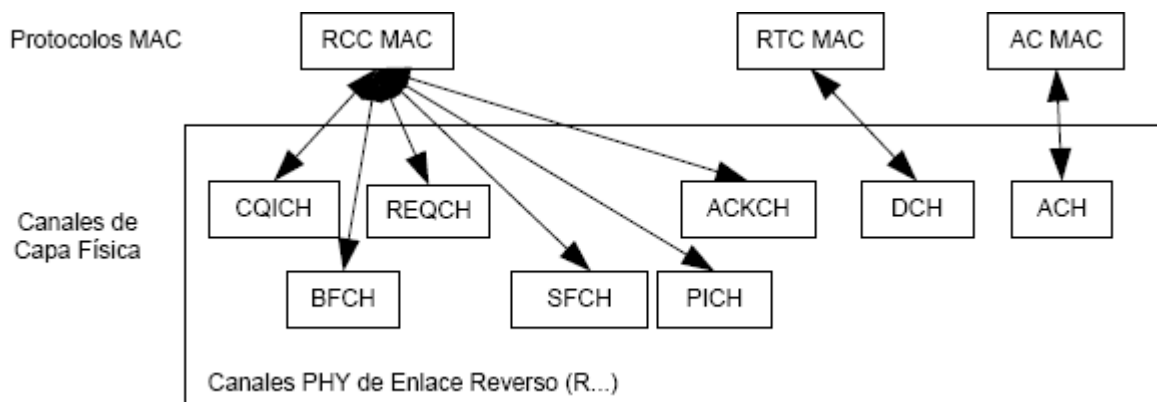 Protocolos MAC
RCC MAC
RTC MAC
AC MAC
CQICH
REQCH
ACKCH
DCH
ACH
Canales de
Capa Física
BFCH
SFCH
PICH
Canales PHY de Enlace Reverso (R...)